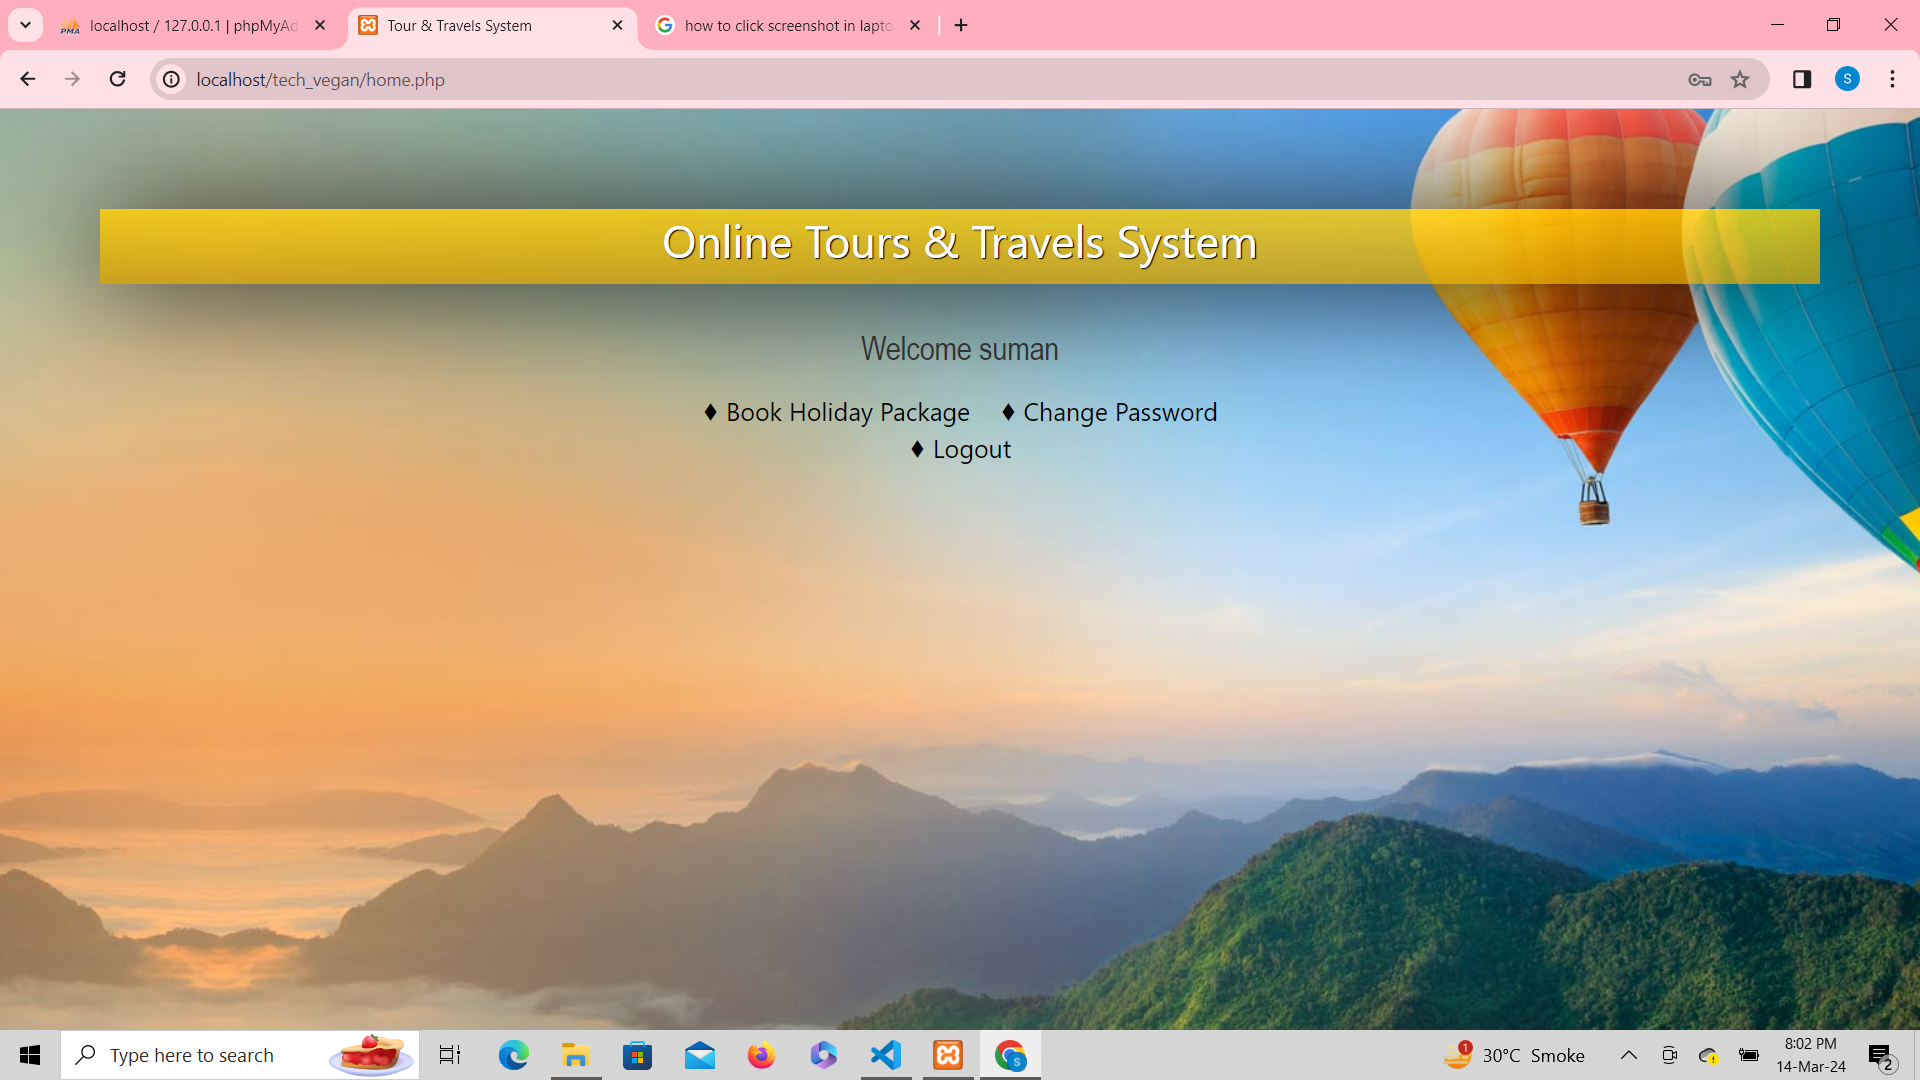 localhost / 127.0.0.1 | phpMyAd
Tour & Travels System
how to click screenshot in lapto
localhost/tech_vegan/home.php
S
Online Tours & Travels System
Welcome suman
♦ Book Holiday Package ♦ Change Password
♦ Logout
Type here to search
S
1
30°C Smoke
8:02 PM
14-Mar-24
2